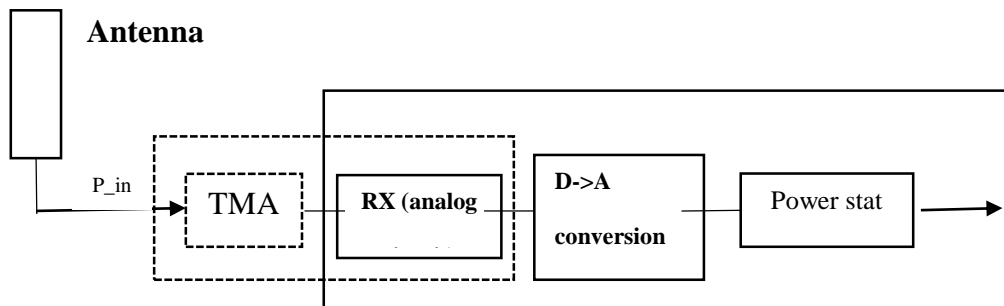 Antenna
P_in
TMA
RX (analog
D->A
conversion
Power stat